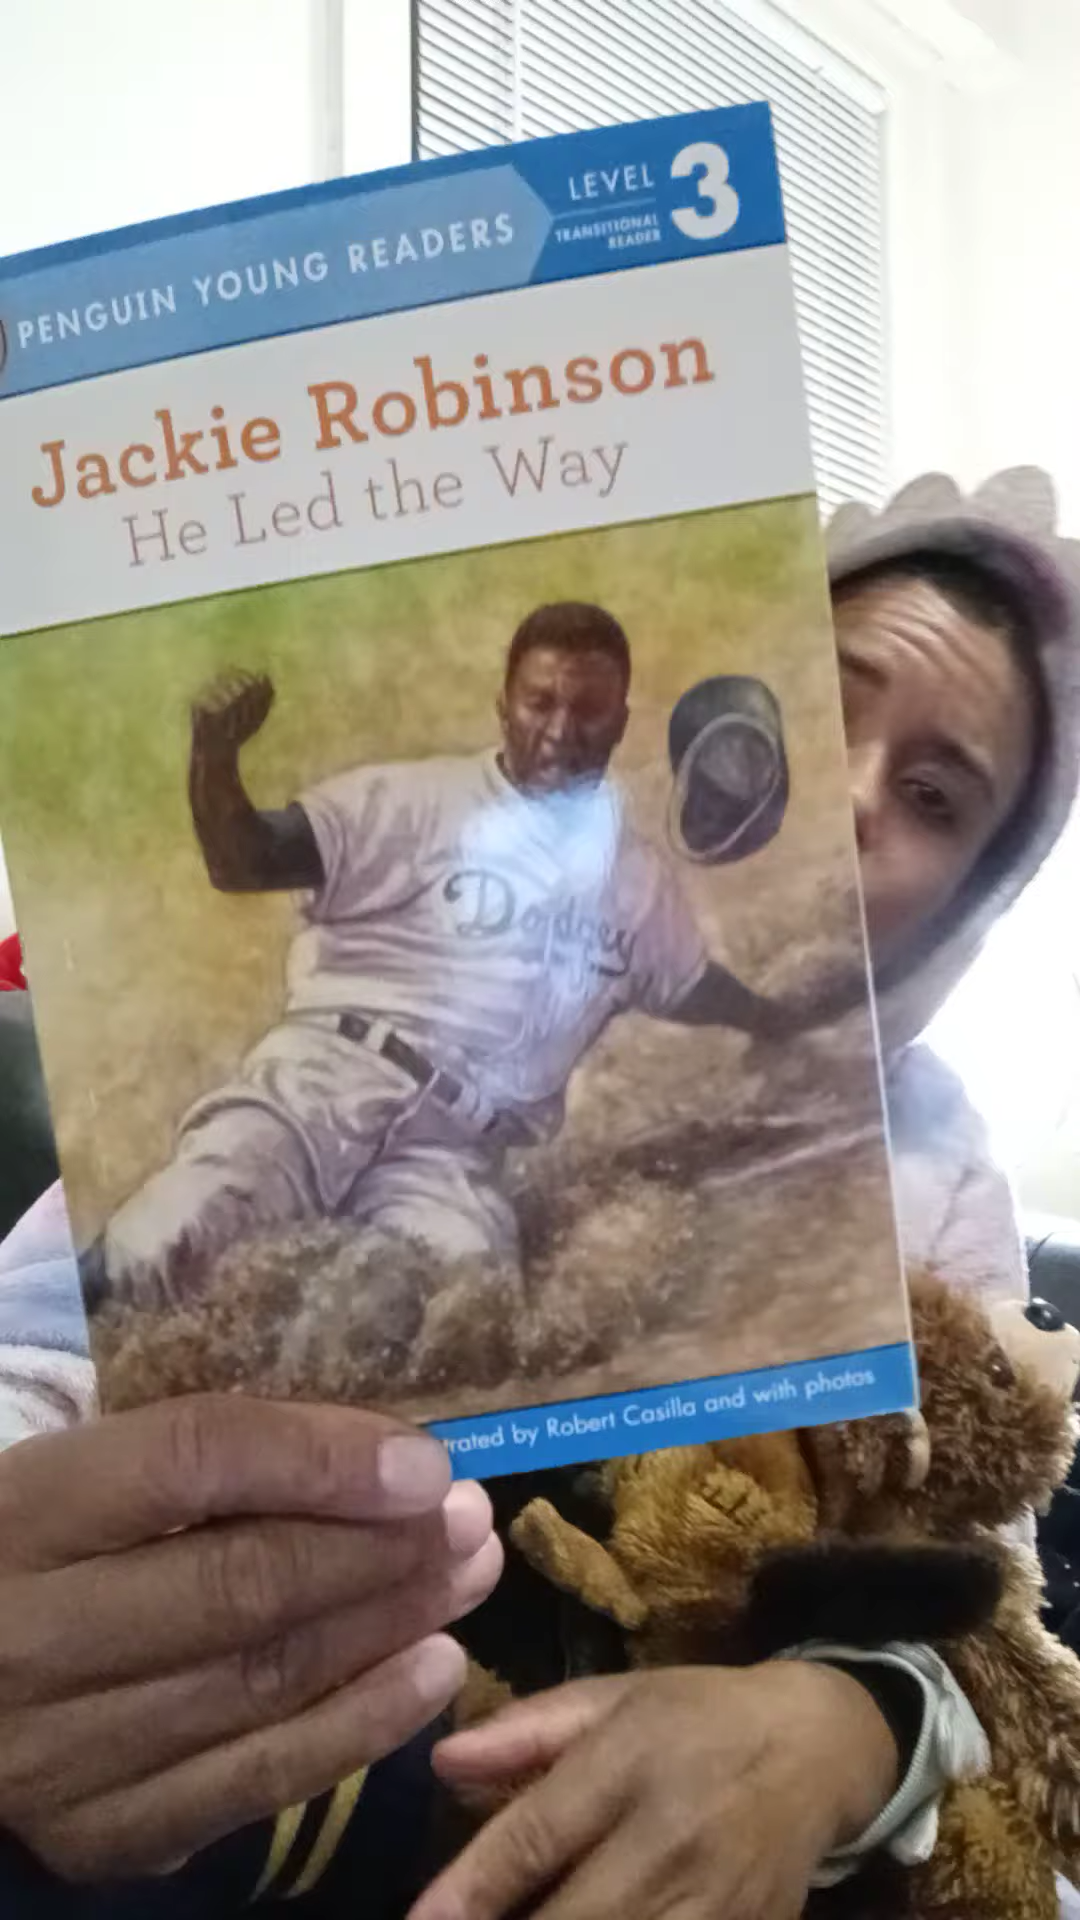 PENGUIN YOUNG READERS
LEVEL 3
TRANSITIONAL
READER
Jackie Robinson
He Led the Way
Dodgers
trated by Robert Casilla and with photos